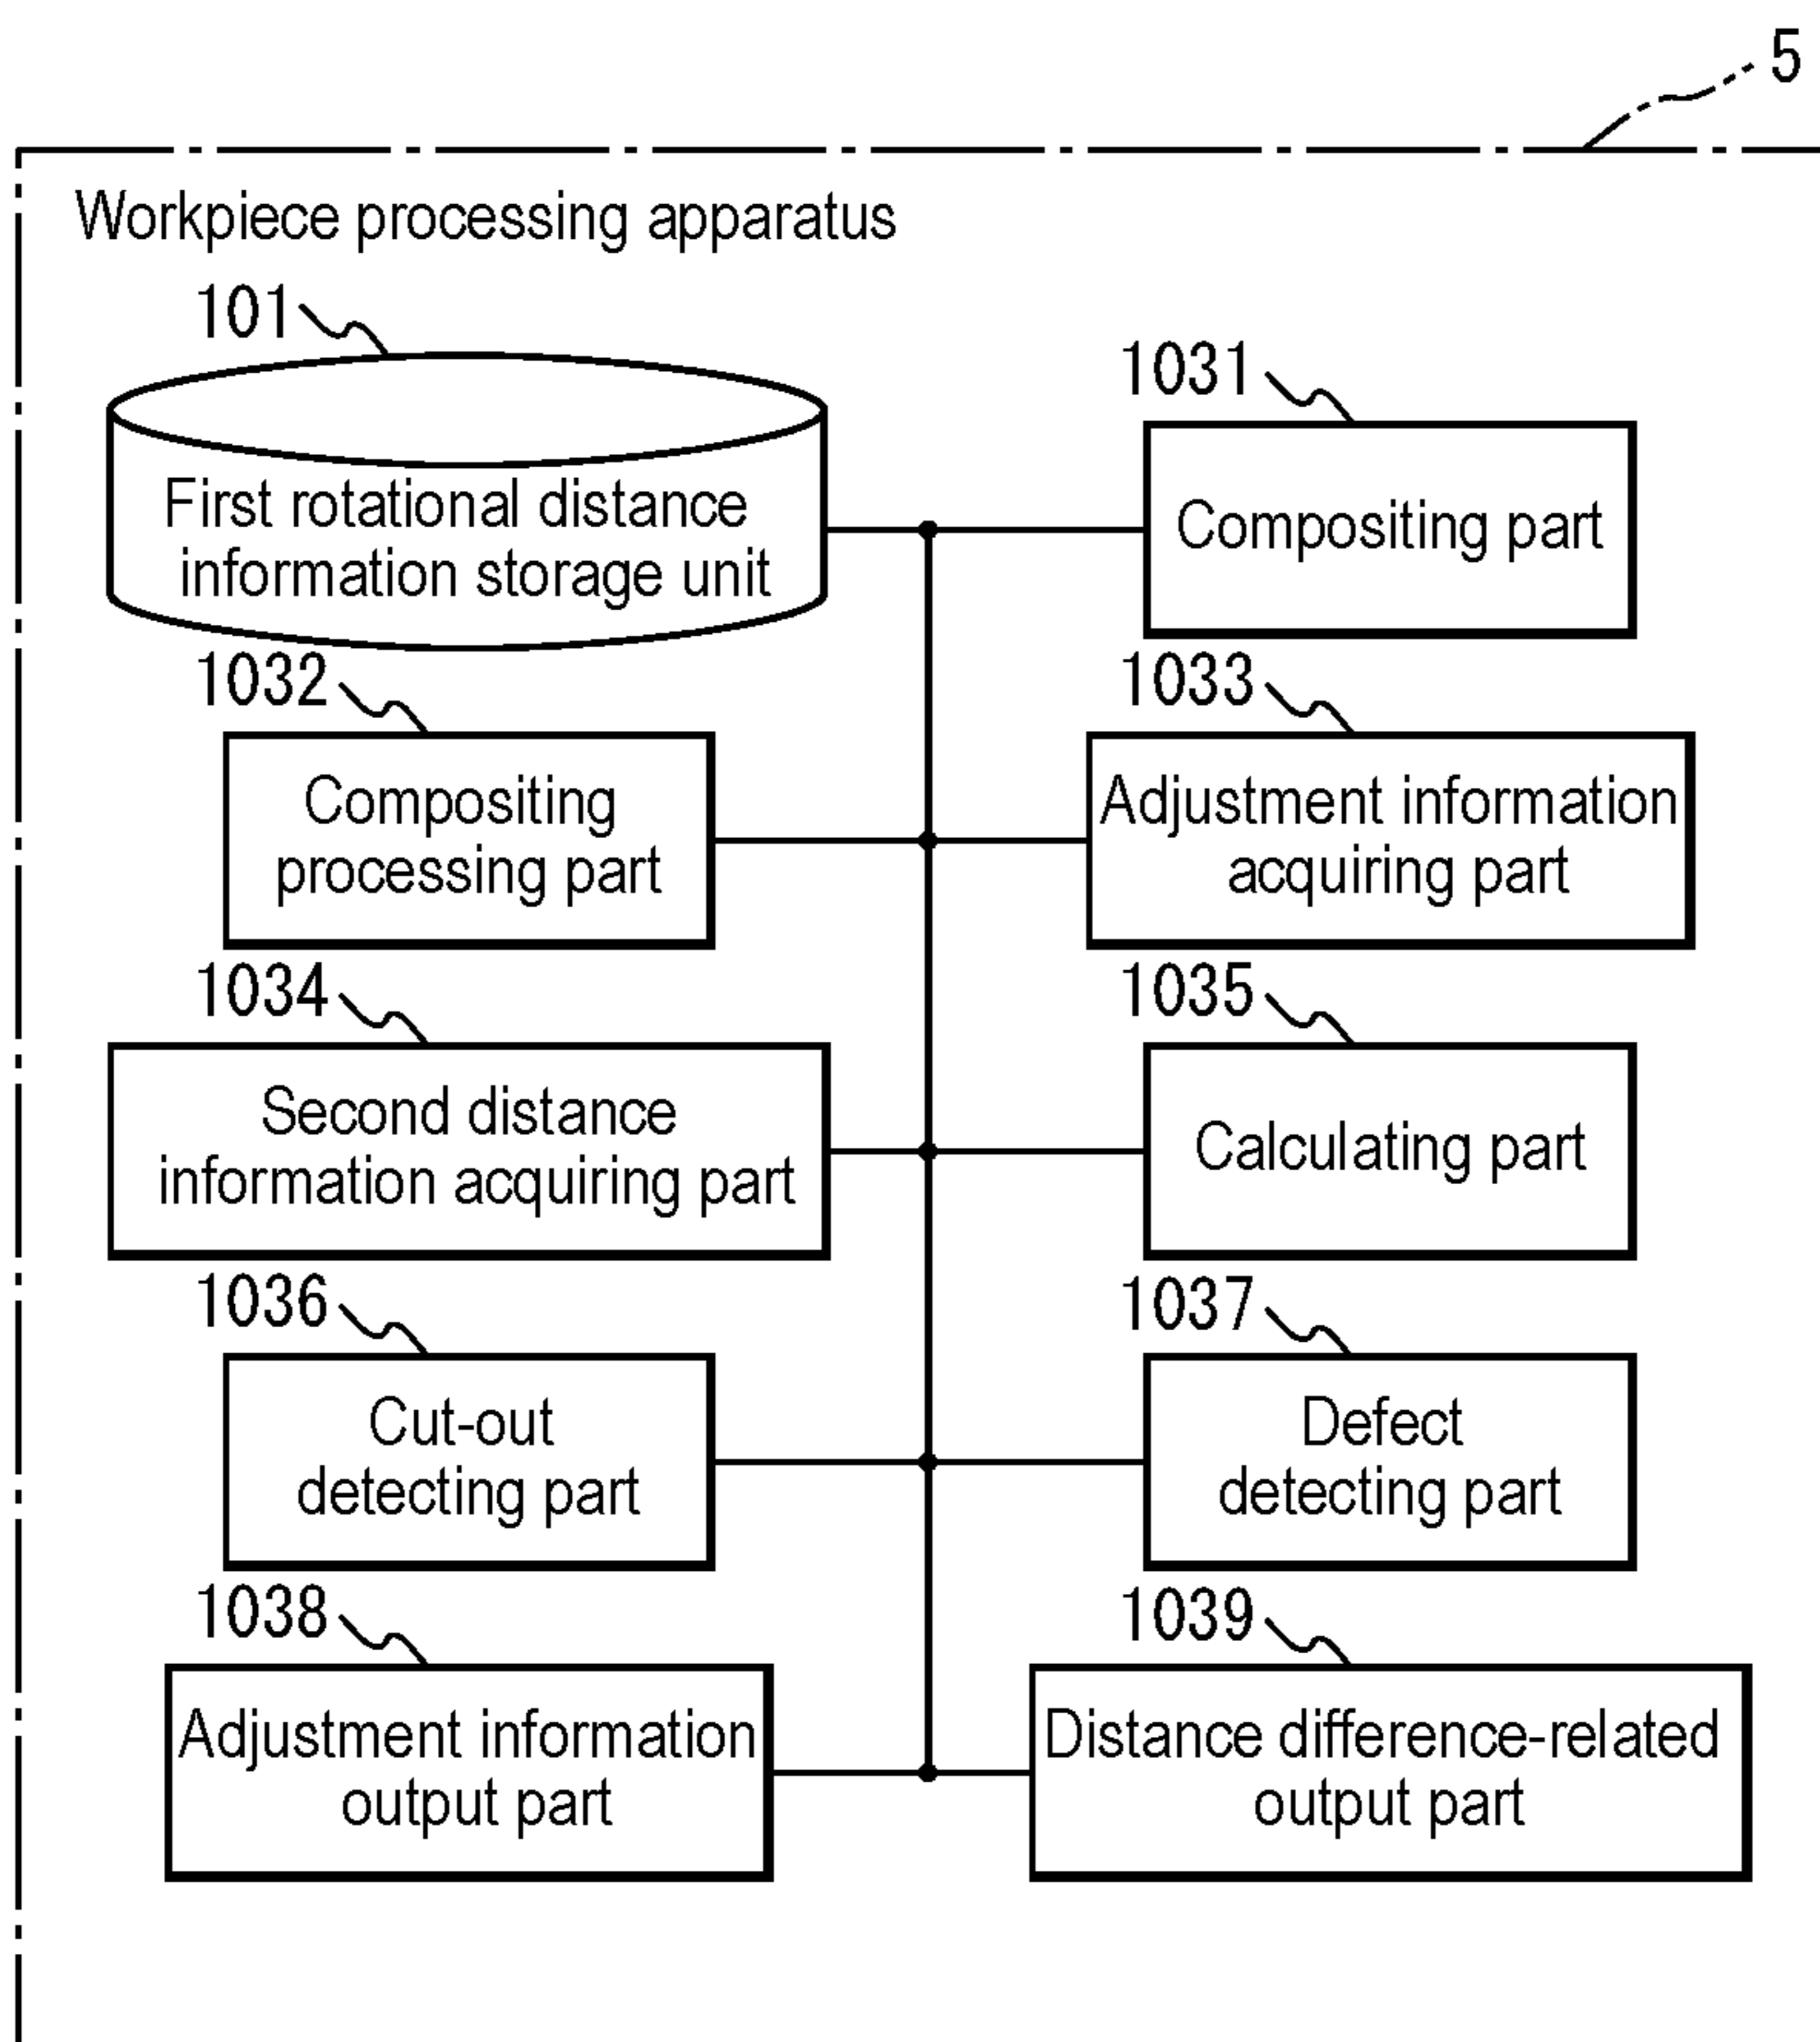 5
Workpiece processing apparatus
101
First rotational distance
information storage unit
1031
Compositing part
1032
Compositing
processing part
1033
Adjustment information
acquiring part
1034
Second distance
information acquiring part
1035
Calculating part
1036
Cut-out
detecting part
1037
Defect
detecting part
1038
Adjustment information
output part
1039
Distance difference-related
output part